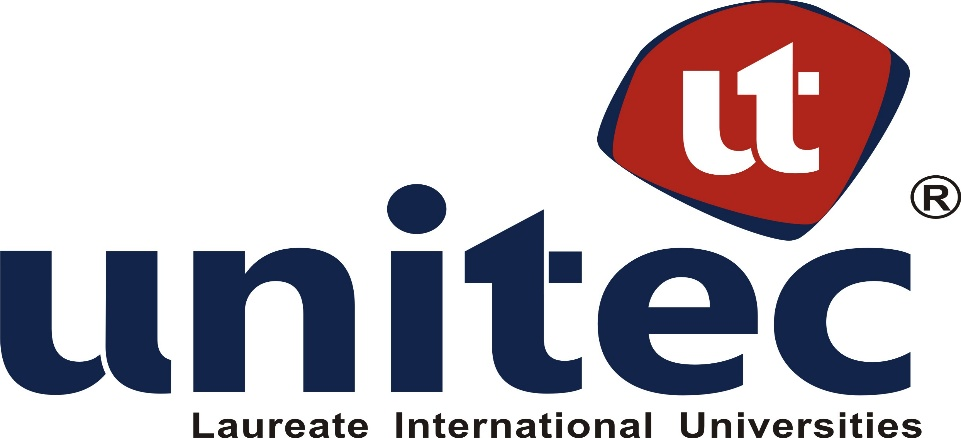 ut
®
unitec
Laureate International Universities